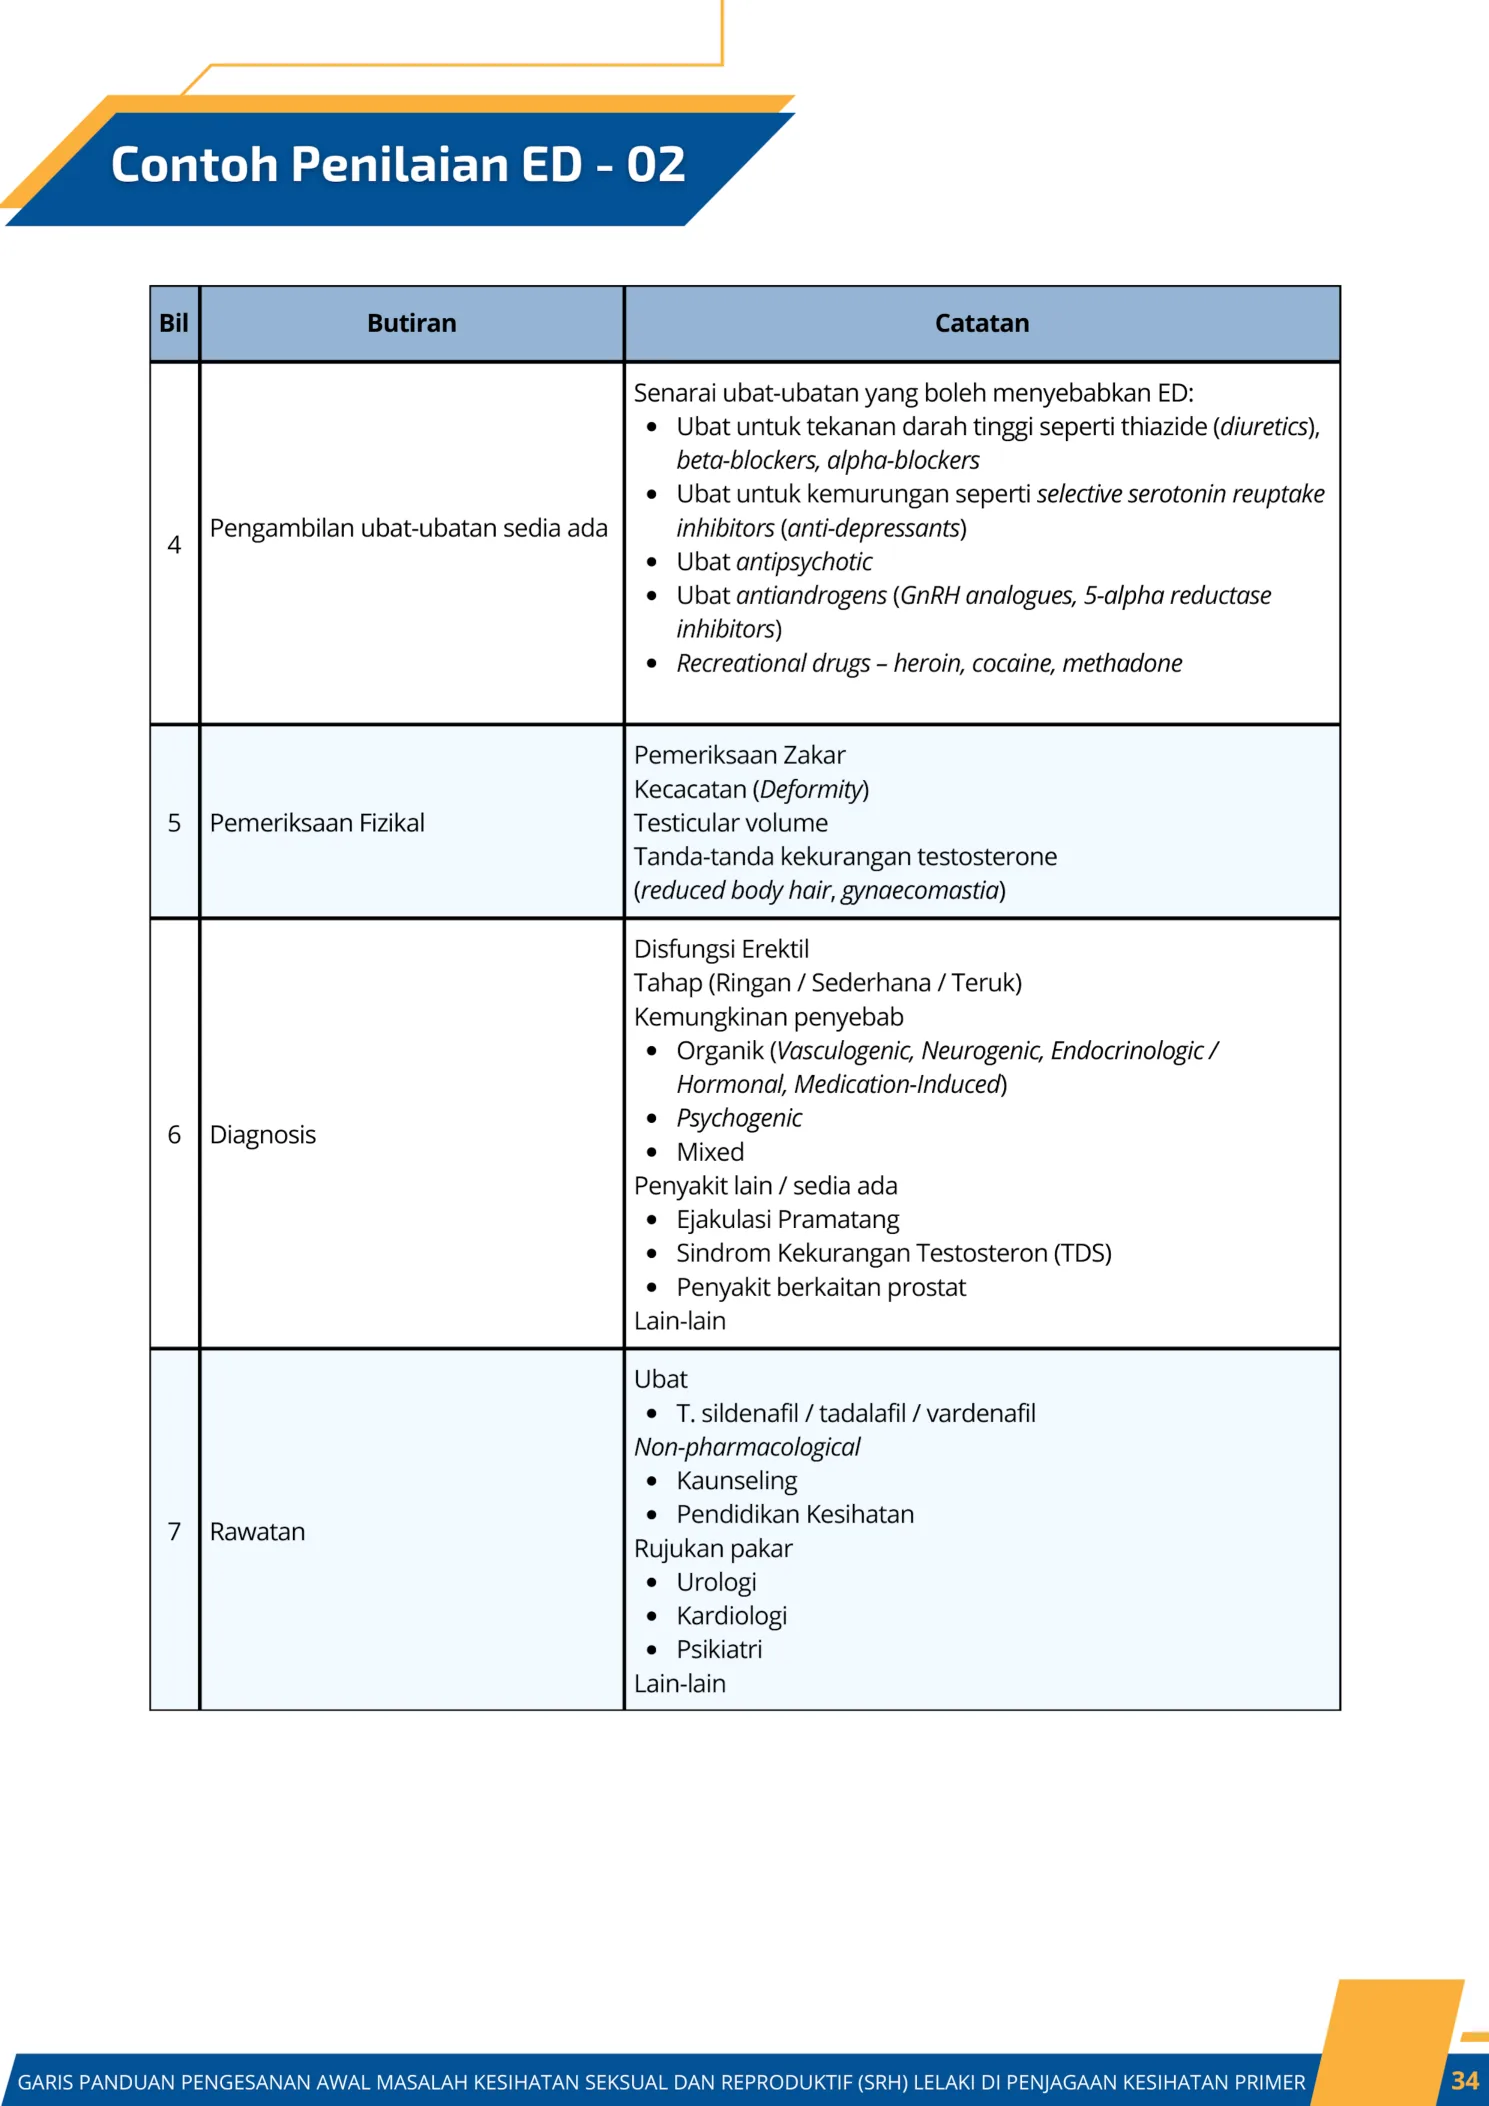 Contoh Penilaian ED - 02
Bil
Butiran
Catatan
4
Pengambilan ubat-ubatan sedia ada
Senarai ubat-ubatan yang boleh menyebabkan ED:
• Ubat untuk tekanan darah tinggi seperti thiazide (diuretics),
beta-blockers, alpha-blockers
• Ubat untuk kemurungan seperti selective serotonin reuptake
inhibitors (anti-depressants)
• Ubat antipsychotic
• Ubat antiandrogens (GnRH analogues, 5-alpha reductase
inhibitors)
• Recreational drugs – heroin, cocaine, methadone
5
Pemeriksaan Fizikal
Pemeriksaan Zakar
Kecacatan (Deformity)
Testicular volume
Tanda-tanda kekurangan testosterone
(reduced body hair, gynaecomastia)
6
Diagnosis
Disfungsi Erektil
Tahap (Ringan / Sederhana / Teruk)
Kemungkinan penyebab
• Organik (Vasculogenic, Neurogenic, Endocrinologic /
Hormonal, Medication-Induced)
• Psychogenic
• Mixed
Penyakit lain / sedia ada
• Ejakulasi Pramatang
• Sindrom Kekurangan Testosteron (TDS)
• Penyakit berkaitan prostat
Lain-lain
7
Rawatan
Ubat
• T. sildenafil / tadalafil / vardenafil
Non-pharmacological
• Kaunseling
• Pendidikan Kesihatan
Rujukan pakar
• Urologi
• Kardiologi
• Psikiatri
Lain-lain
GARIS PANDUAN PENGESANAN AWAL MASALAH KESIHATAN SEKSUAL DAN REPRODUKTIF (SRH) LELAKI DI PENJAGAAN KESIHATAN PRIMER
34